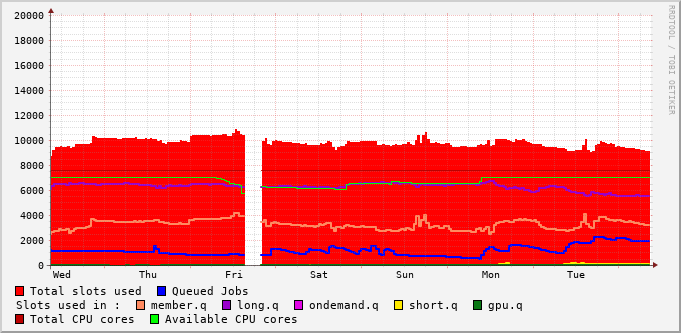 20000
18000
16000
14000
12000
10000
8000
6000
4000
2000
0
Wed Thu Fri Sat Sun Mon Tue
RRDTOOL / TOBI OETIKER
Total slots used Queued Jobs
Slots used in : member.q long.q ondemand.q short.q gpu.q
Total CPU cores Available CPU cores